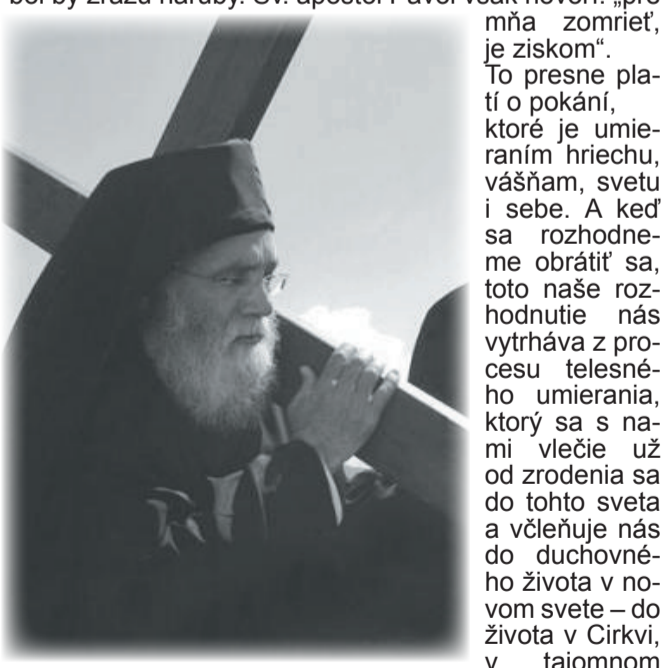 mňa zomrieť,
je ziskom“.
To presne pla-
tí o pokání,
ktoré je umie-
raním hriechu,
vášňam, svetu
i sebe. A keď
sa rozhodne-
me obrátiť sa,
toto naše roz-
hodnutie nás
vytrháva z pro-
cesu telesné-
ho umierania,
ktorý sa s na-
mi vlečie už
od zrodenia sa
do tohto sveta
a včleňuje nás
do duchovné-
ho života v no-
vom svete – do
života v Cirkvi,
v tajomnom